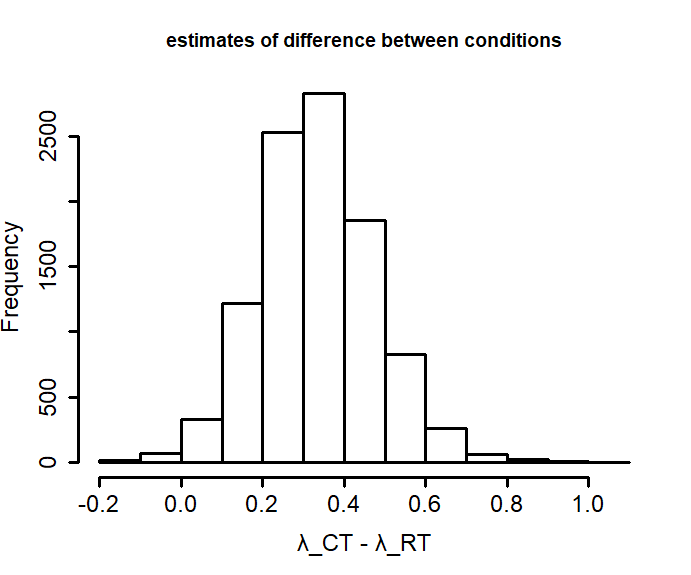 estimates of difference between conditions
Frequency
2500
1500
500
0
-0.2 0.0 0.2 0.4 0.6 0.8 1.0
λ_CT - λ_RT